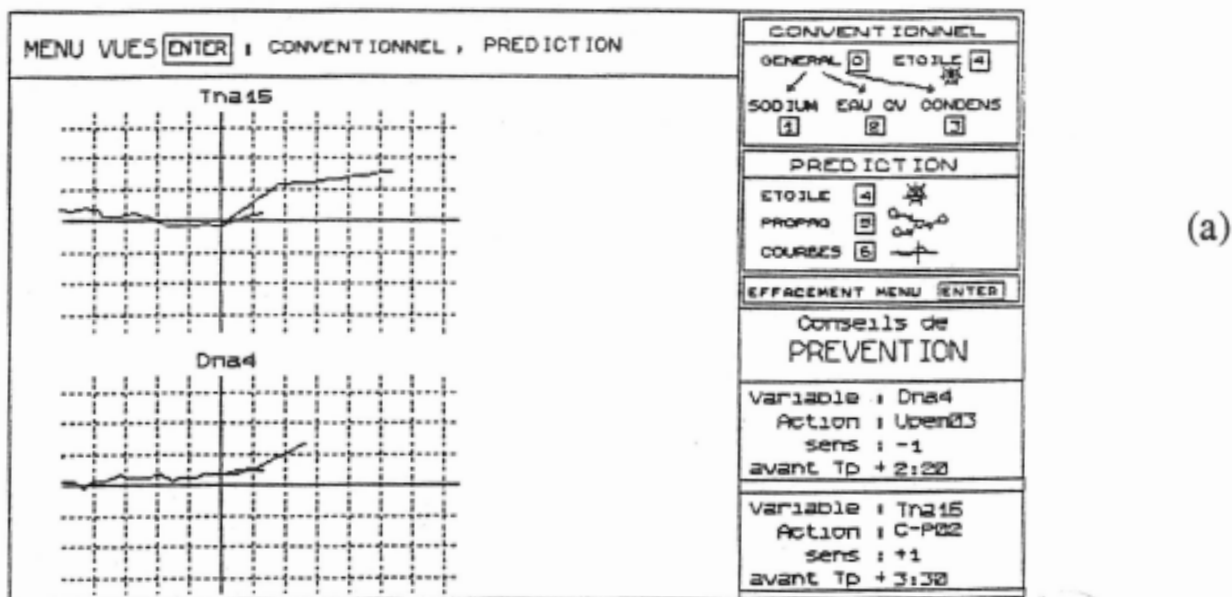 MENU VUES ENTER : CONVENTIONNEL , PREDICTION
Tna15
Dna4
CONVENTIONNEL
GENERAL 0 ETOILE 4
SODIUM EAU GV CONDENS
1 2 3
PREDICTION
ETOILE 4
PROPAG 5
COURBES 6
EFFACEMENT MENU ENTER
Conseils de
PREVENTION
Variable : Dna4
Action : Upem03
sens : -1
avant Tp + 2:20
Variable : Tna15
Action : C-P02
sens : +1
avant Tp + 3:30
(a)